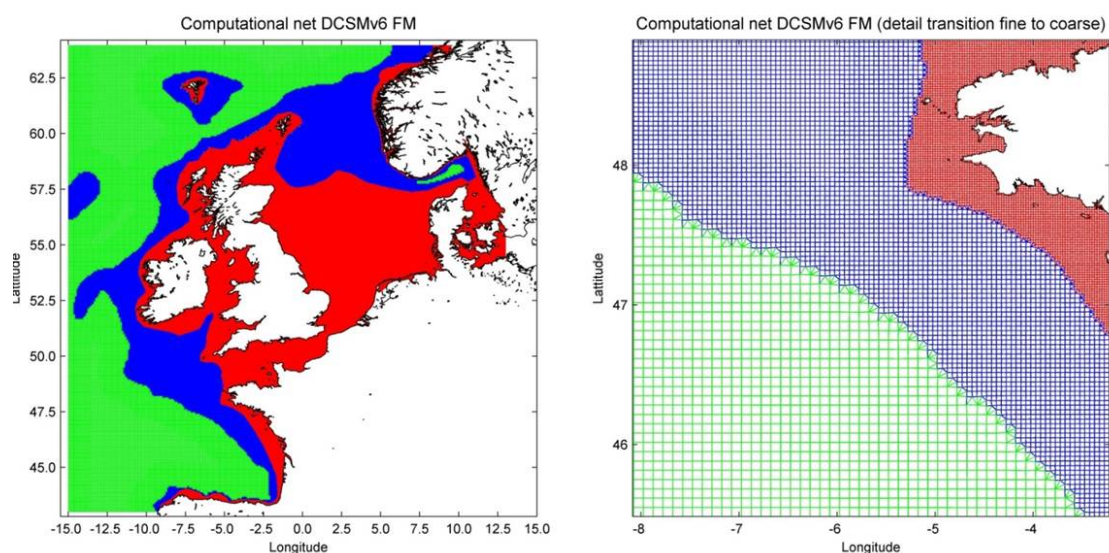 Computational net DCSMv6 FM
62.5
60.0
57.5
55.0
52.5
50.0
47.5
45.0
Lattitude
-15.0 -12.5 -10.0 -7.5 -5.0 -2.5 0.0 2.5 5.0 7.5 10.0 12.5 15.0
Longitude
Computational net DCSMv6 FM (detail transition fine to coarse)
48
47
46
Lattitude
-8 -7 -6 -5 -4
Longitude